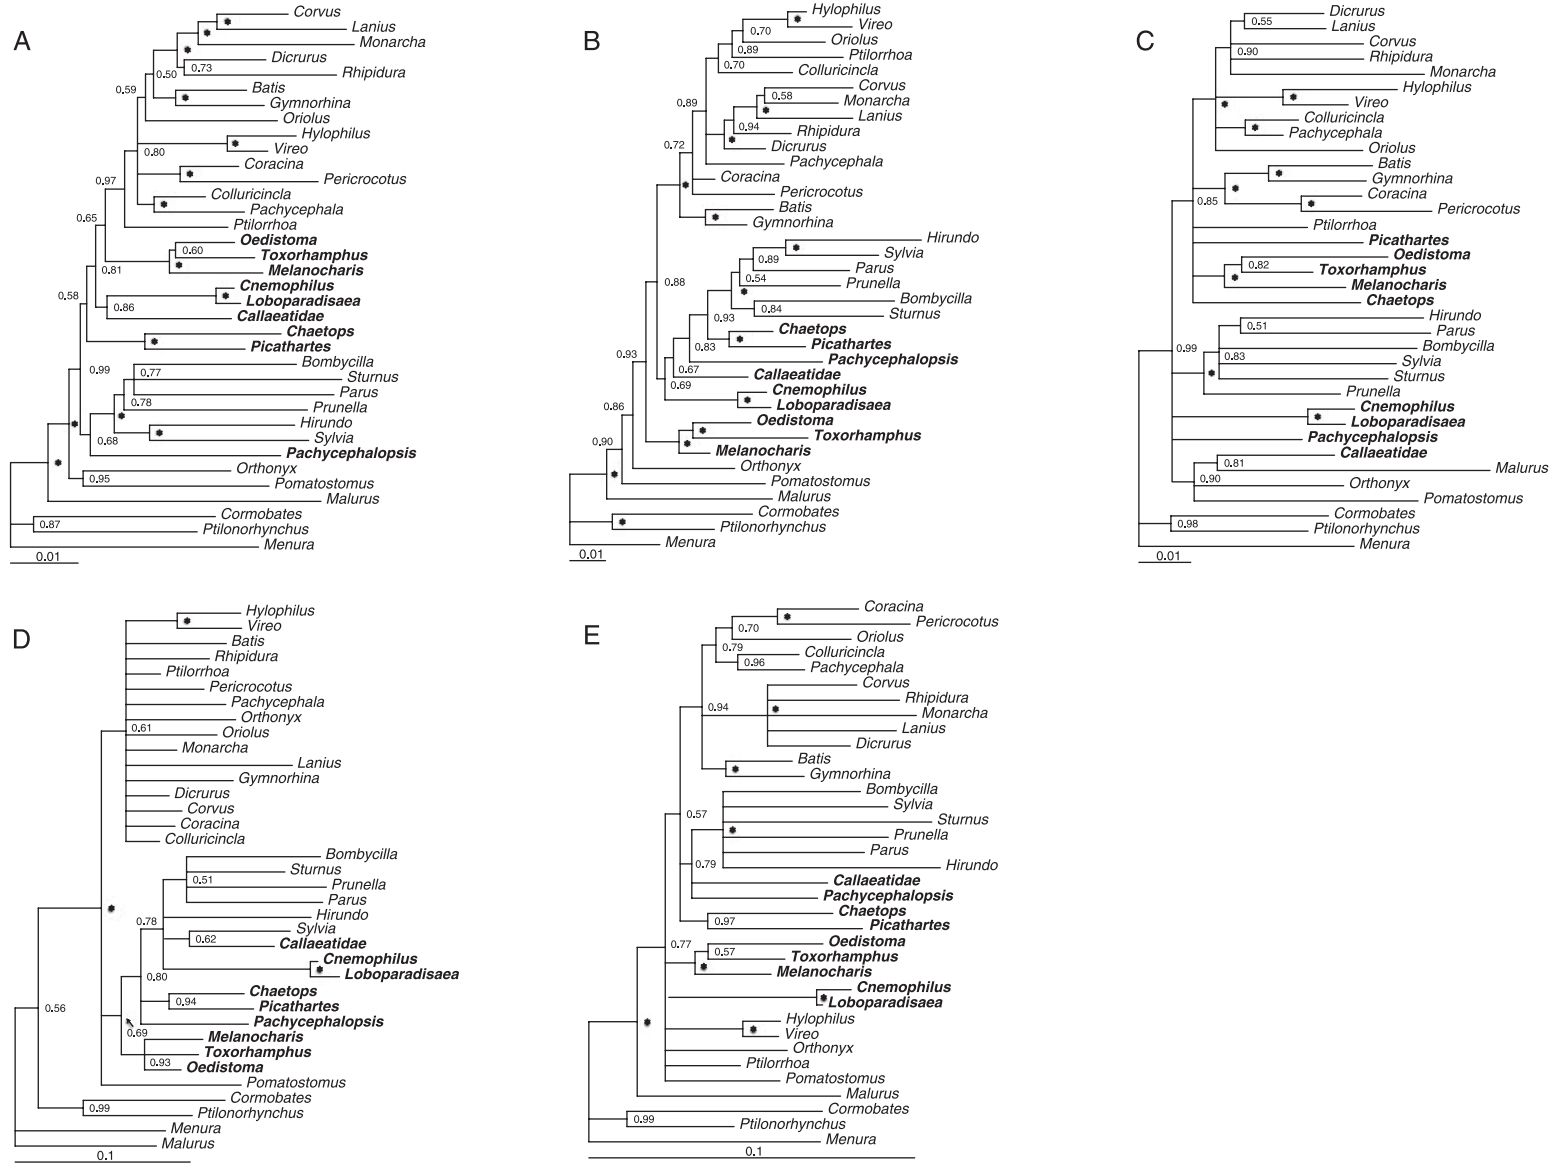 A
Corvus
Lanius
Monarcha
Dicrurus
Rhipidura
Batis
Gymnorhina
Oriolus
Hylophilus
Vireo
Coracina
Pericrocotus
Colluricincla
Pachycephala
Ptilorrhoa
Oedistoma
Toxorhamphus
Melanocharis
Cnemophilus
Loboparadisaea
Callaeatidae
Chaetops
Picathartes
Bombycilla
Sturnus
Parus
Prunella
Hirundo
Sylvia
Pachycephalopsis
Orthonyx
Pomatostomus
Malurus
Cormobates
Ptilonorhynchus
Menura
*
*
*
0.73
0.50
*
0.59
*
0.80
*
0.97
*
0.65
0.60
*
0.81
*
0.58
0.86
*
0.99
0.77
0.78
*
*
*
0.68
*
0.95
0.87
0.01
B
Hylophilus
Vireo
Oriolus
Ptilorrhoa
Colluricincla
Corvus
Monarcha
Lanius
Rhipidura
Dicrurus
Pachycephala
Coracina
Pericrocotus
Batis
Gymnorhina
Hirundo
Sylvia
Parus
Prunella
Bombycilla
Sturnus
Chaetops
Picathartes
Pachycephalopsis
Callaeatidae
Cnemophilus
Loboparadisaea
Oedistoma
Toxorhamphus
Melanocharis
Orthonyx
Pomatostomus
Malurus
Cormobates
Ptilonorhynchus
Menura
*
0.70
0.89
0.70
0.58
*
0.89
0.94
*
0.72
*
*
*
0.89
0.54
0.88
*
0.84
0.93
*
0.83
0.93
0.67
0.69
*
0.86
*
*
0.90
*
*
0.01
C
Dicrurus
Lanius
Corvus
Rhipidura
Monarcha
Hylophilus
Vireo
Colluricincla
Pachycephala
Oriolus
Batis
Gymnorhina
Coracina
Pericrocotus
Ptilorrhoa
Picathartes
Oedistoma
Toxorhamphus
Melanocharis
Chaetops
Hirundo
Parus
Bombycilla
Sylvia
Sturnus
Prunella
Cnemophilus
Loboparadisaea
Pachycephalopsis
Callaeatidae
Malurus
Orthonyx
Pomatostomus
Cormobates
Ptilonorhynchus
Menura
0.55
0.90
*
*
*
*
*
0.85
*
0.82
*
0.51
0.99
0.83
*
*
0.81
0.90
0.98
0.01
D
Hylophilus
Vireo
Batis
Rhipidura
Ptilorrhoa
Pericrocotus
Pachycephala
Orthonyx
Oriolus
Monarcha
Lanius
Gymnorhina
Dicrurus
Corvus
Coracina
Colluricincla
Bombycilla
Sturnus
Prunella
Parus
Hirundo
Sylvia
Callaeatidae
Cnemophilus
Loboparadisaea
Chaetops
Picathartes
Pachycephalopsis
Melanocharis
Toxorhamphus
Oedistoma
Pomatostomus
Cormobates
Ptilonorhynchus
Menura
Malurus
*
0.61
0.51
*
0.78
0.62
*
0.80
0.94
0.56
0.69
0.93
0.99
0.1
E
Coracina
Pericrocotus
Oriolus
Colluricincla
Pachycephala
Corvus
Rhipidura
Monarcha
Lanius
Dicrurus
Batis
Gymnorhina
Bombycilla
Sylvia
Sturnus
Prunella
Parus
Hirundo
Callaeatidae
Pachycephalopsis
Chaetops
Picathartes
Oedistoma
Toxorhamphus
Melanocharis
Cnemophilus
Loboparadisaea
Hylophilus
Vireo
Orthonyx
Ptilorrhoa
Pomatostomus
Malurus
Cormobates
Ptilonorhynchus
Menura
*
0.70
0.79
0.96
0.94
*
*
0.57
*
0.79
0.97
0.77
0.57
*
*
*
*
0.99
0.1